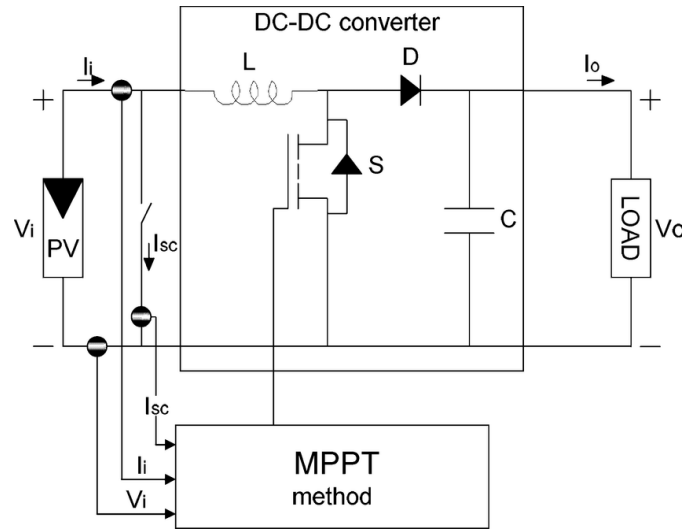 DC-DC converter
Ii
L
D
Io
+
+
S
Vi
PV
Isc
C
LOAD
Vo
−
−
Isc
Ii
Vi
MPPT
method